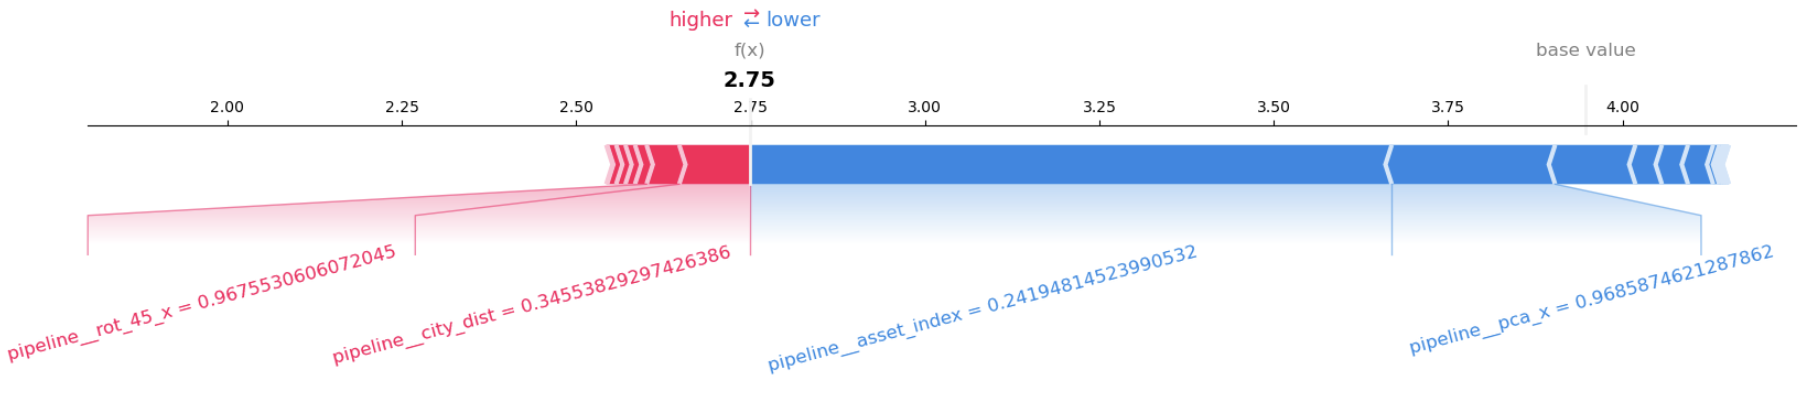 higher ⇄ lower
f(x)
base value
2.75
2.00 2.25 2.50 2.75 3.00 3.25 3.50 3.75 4.00
pipeline__rot_45_x = 0.9675530606072045
pipeline__city_dist = 0.34553829297426386
pipeline__asset_index = 0.24194814523990532
pipeline__pca_x = 0.9685874621287862